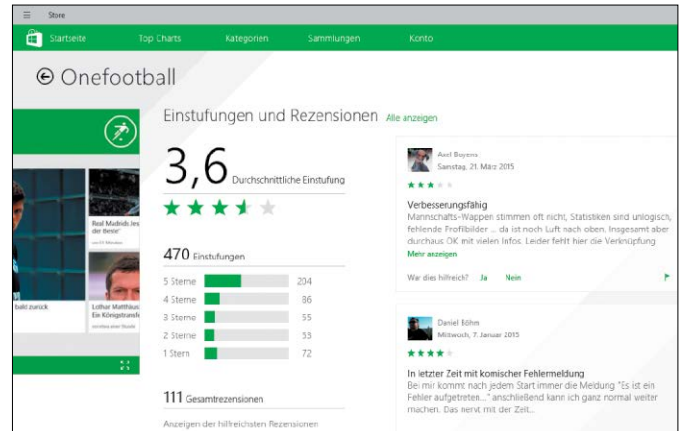 Store
Startseite Top Charts Kategorien Sammlungen Konto
Onefootball
Einstufungen und Rezensionen Alle anzeigen
3,6 Durchschnittliche Einstufung
470 Einstufungen
5 Sterne 204
4 Sterne 86
3 Sterne 55
2 Sterne 53
1 Stern 72
111 Gesamtrezensionen
Anzeigen der hilfreichsten Rezensionen
Real Madrids
der Beste"
bald zurück
Lothar Matthäus:
Ein Königstransfe
Axel Boyens
Samstag, 21. März 2015
Verbesserungsfähig
Mannschafts-Wappen stimmen oft nicht, Statistiken sind unlogisch,
fehlende Profilbilder ... da ist noch Luft nach oben. Insgesamt aber
durchaus OK mit vielen Infos. Leider fehlt hier die Verknüpfung
Mehr anzeigen
War dies hilfreich? Ja Nein
Daniel Böhm
Mittwoch, 7. Januar 2015
In letzter Zeit mit komischer Fehlermeldung
Bei mir kommt nach jedem Start immer die Meldung "Es ist ein
Fehler aufgetreten..." anschließend kann ich ganz normal weiter
machen. Das nervt mit der Zeit...